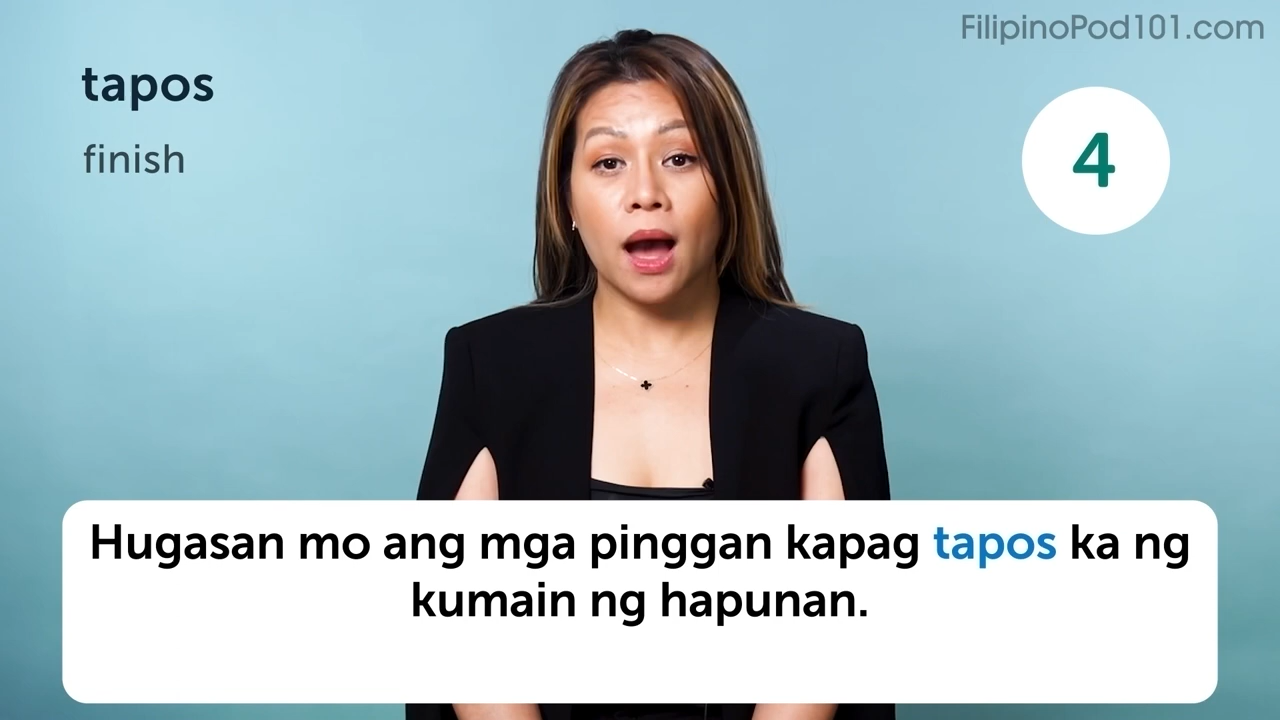 FilipinoPod101.com
tapos
finish
4
Hugasan mo ang mga pinggan kapag tapos ka ng
kumain ng hapunan.